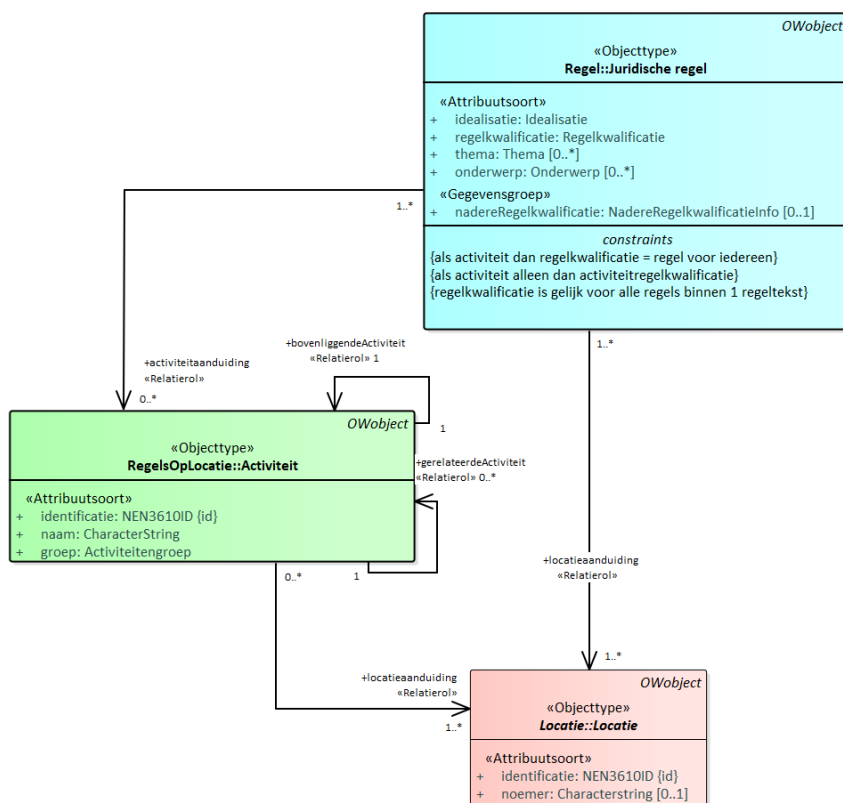 OWobject
«Objecttype»
Regel::Juridische regel
«Attribuutsoort»
+ idealisatie: Idealisatie
+ regelkwalificatie: Regelkwalificatie
+ thema: Thema [0..*]
+ onderwerp: Onderwerp [0..*]
«Gegevensgroep»
+ nadereRegelkwalificatie: NadereRegelkwalificatieInfo [0..1]
constraints
{als activiteit dan regelkwalificatie = regel voor iedereen}
{als activiteit alleen dan activiteitregelkwalificatie}
{regelkwalificatie is gelijk voor alle regels binnen 1 regeltekst}
1..*
1..*
+activiteitaanduiding
«Relatierol»
0..*
+bovenliggendeActiviteit
«Relatierol» 1
1
OWobject
«Objecttype»
RegelsOpLocatie::Activiteit
«Attribuutsoort»
+ identificatie: NEN3610ID {id}
+ naam: CharacterString
+ groep: Activiteitengroep
+gerelateerdeActiviteit
«Relatierol» 0..*
1
0..*
+locatieaanduiding
«Relatierol»
1..*
+locatieaanduiding
«Relatierol»
1..*
OWobject
«Objecttype»
Locatie::Locatie
«Attribuutsoort»
+ identificatie: NEN3610ID {id}
+ noemer: Characterstring [0..1]